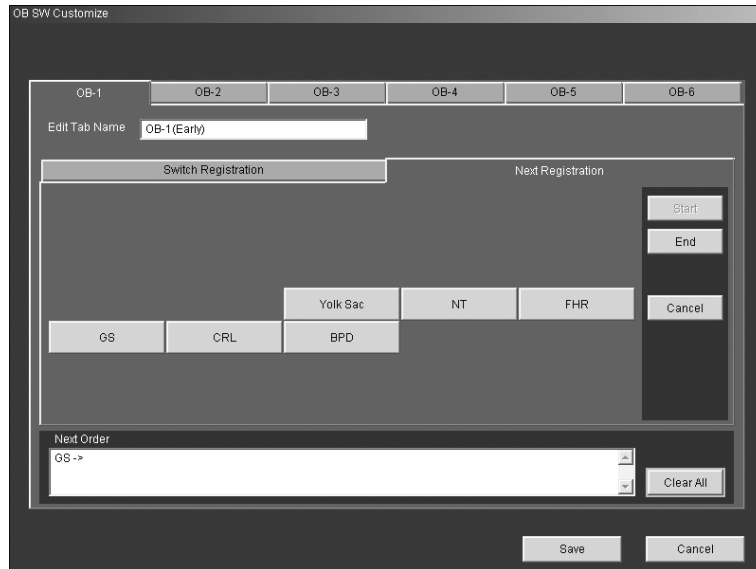 OB SW Customize
OB-1 OB-2 OB-3 OB-4 OB-5 OB-6
Edit Tab Name OB-1(Early)
Switch Registration Next Registration
Start
End
Yolk Sac NT FHR Cancel
GS CRL BPD
Next Order
GS ->
Clear All
Save Cancel